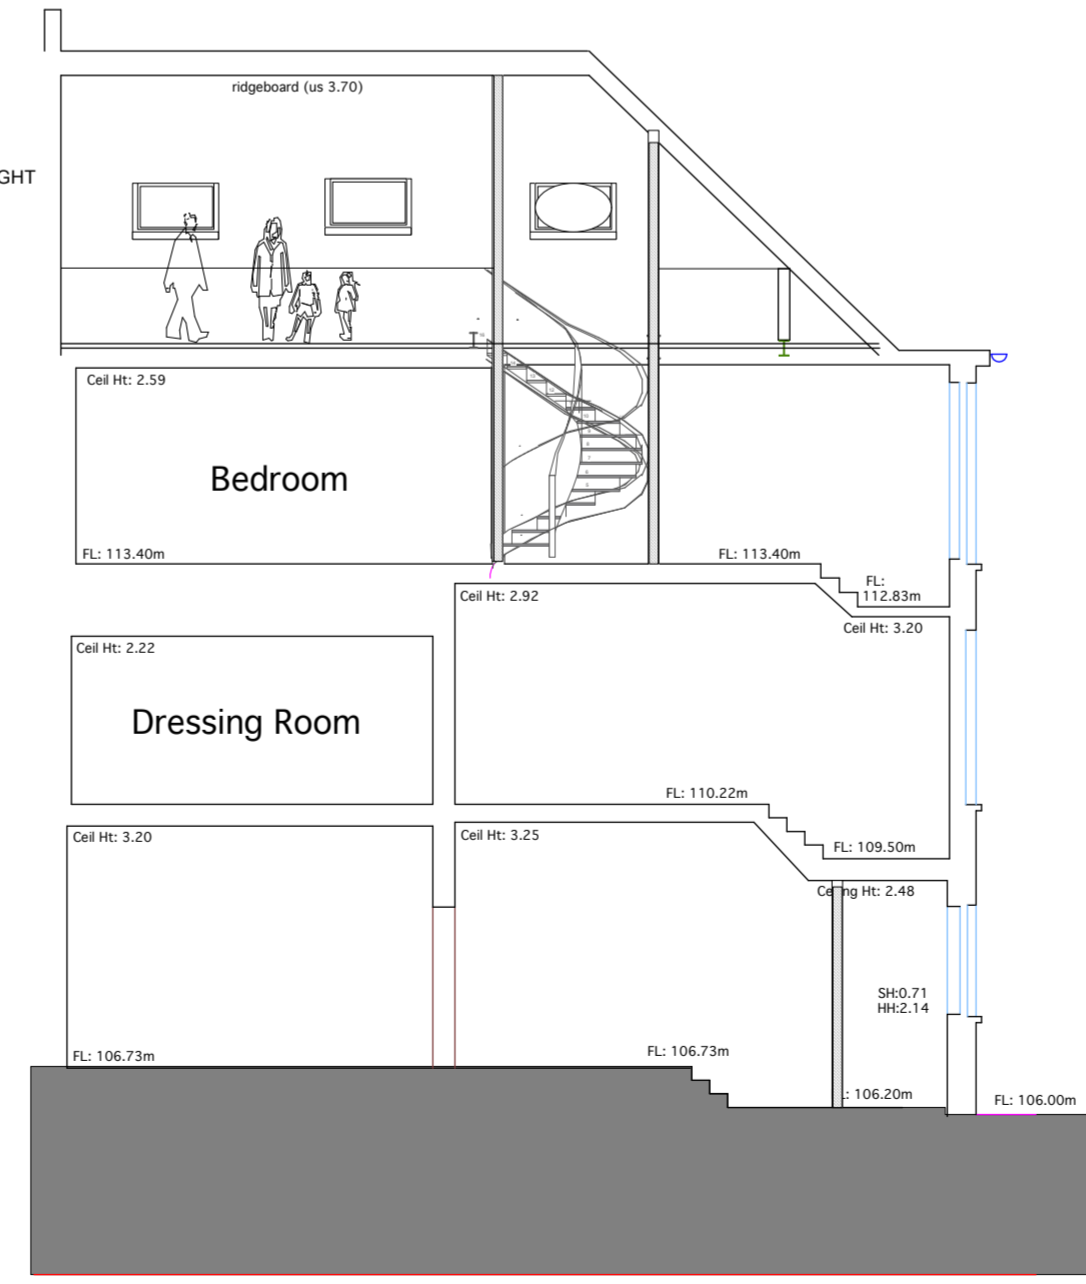 ridgeboard (us 3.70)
GHT
Ceil Ht: 2.59
Bedroom
FL: 113.40m
FL: 113.40m
FL:
112.83m
Ceil Ht: 2.92
Ceil Ht: 3.20
Ceil Ht: 2.22
Dressing Room
FL: 110.22m
Ceil Ht: 3.20
Ceil Ht: 3.25
FL: 109.50m
Ht: 2.48
SH:0.71
HH:2.14
FL: 106.73m
FL: 106.73m
106.20m
FL: 106.00m